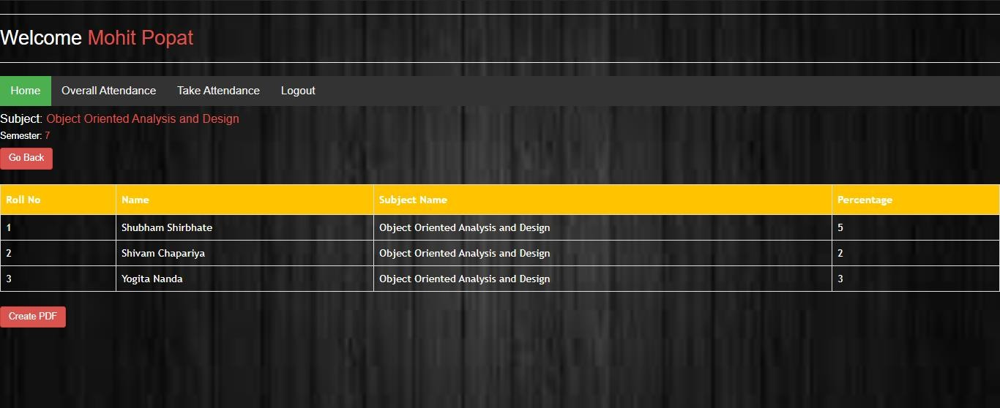 Welcome Mohit Popat
Home Overall Attendance Take Attendance Logout
Subject: Object Oriented Analysis and Design
Semester: 7
Go Back
Roll No Name Subject Name Percentage
1 Shubham Shirbhate Object Oriented Analysis and Design 5
2 Shivam Chapariya Object Oriented Analysis and Design 2
3 Yogita Nanda Object Oriented Analysis and Design 3
Create PDF